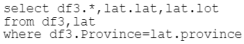 select df3.*,lat.lat,lat.lot
from df3,lat
where df3.Province=lat.province